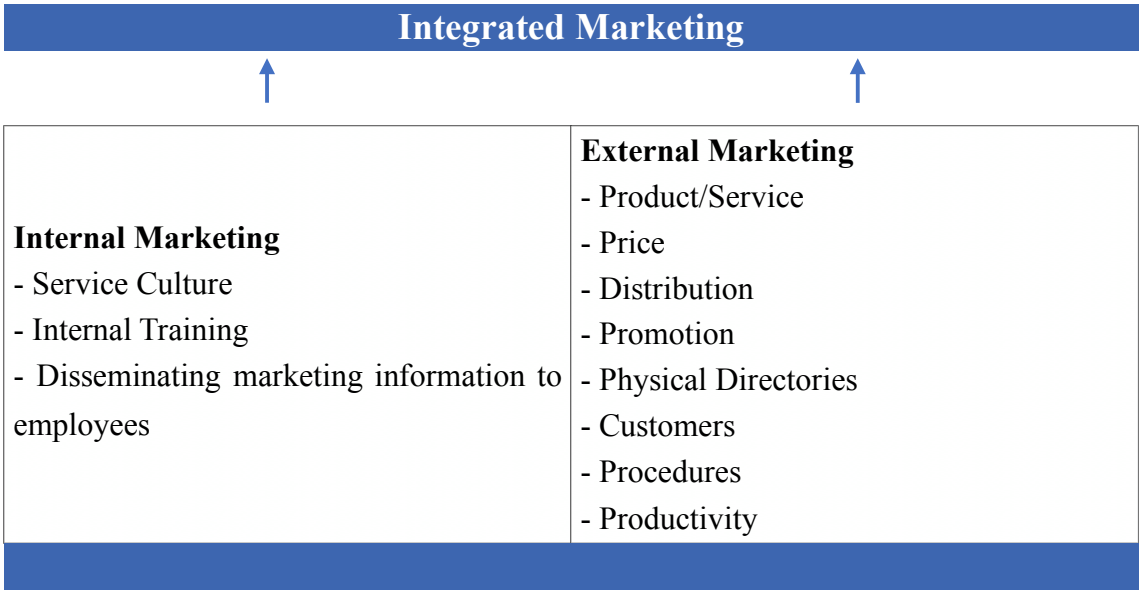 Integrated Marketing
Internal Marketing
- Service Culture
- Internal Training
- Disseminating marketing information to
employees
External Marketing
- Product/Service
- Price
- Distribution
- Promotion
- Physical Directories
- Customers
- Procedures
- Productivity